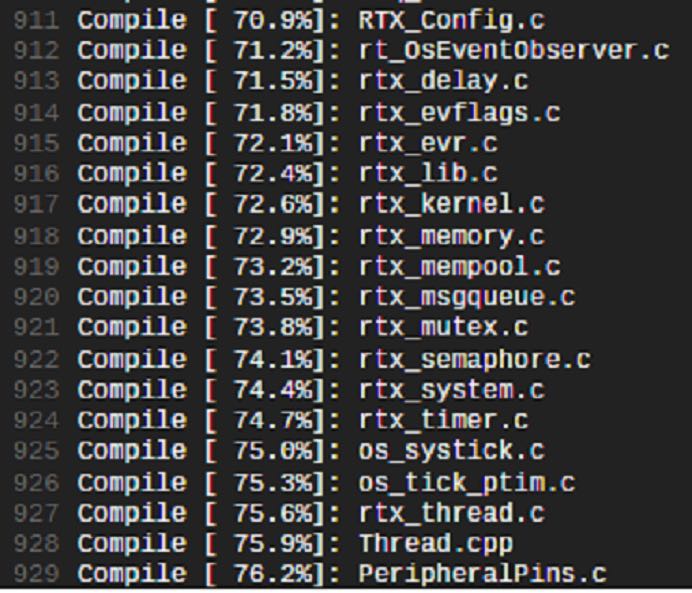 911 Compile [ 70.9%]: RTX_Config.c
912 Compile [ 71.2%]: rt_OsEventObserver.c
913 Compile [ 71.5%]: rtx_delay.c
914 Compile [ 71.8%]: rtx_evflags.c
915 Compile [ 72.1%]: rtx_evr.c
916 Compile [ 72.4%]: rtx_lib.c
917 Compile [ 72.6%]: rtx_kernel.c
918 Compile [ 72.9%]: rtx_memory.c
919 Compile [ 73.2%]: rtx_mempool.c
920 Compile [ 73.5%]: rtx_msgqueue.c
921 Compile [ 73.8%]: rtx_mutex.c
922 Compile [ 74.1%]: rtx_semaphore.c
923 Compile [ 74.4%]: rtx_system.c
924 Compile [ 74.7%]: rtx_timer.c
925 Compile [ 75.0%]: os_systick.c
926 Compile [ 75.3%]: os_tick_ptim.c
927 Compile [ 75.6%]: rtx_thread.c
928 Compile [ 75.9%]: Thread.cpp
929 Compile [ 76.2%]: PeripheralPins.c